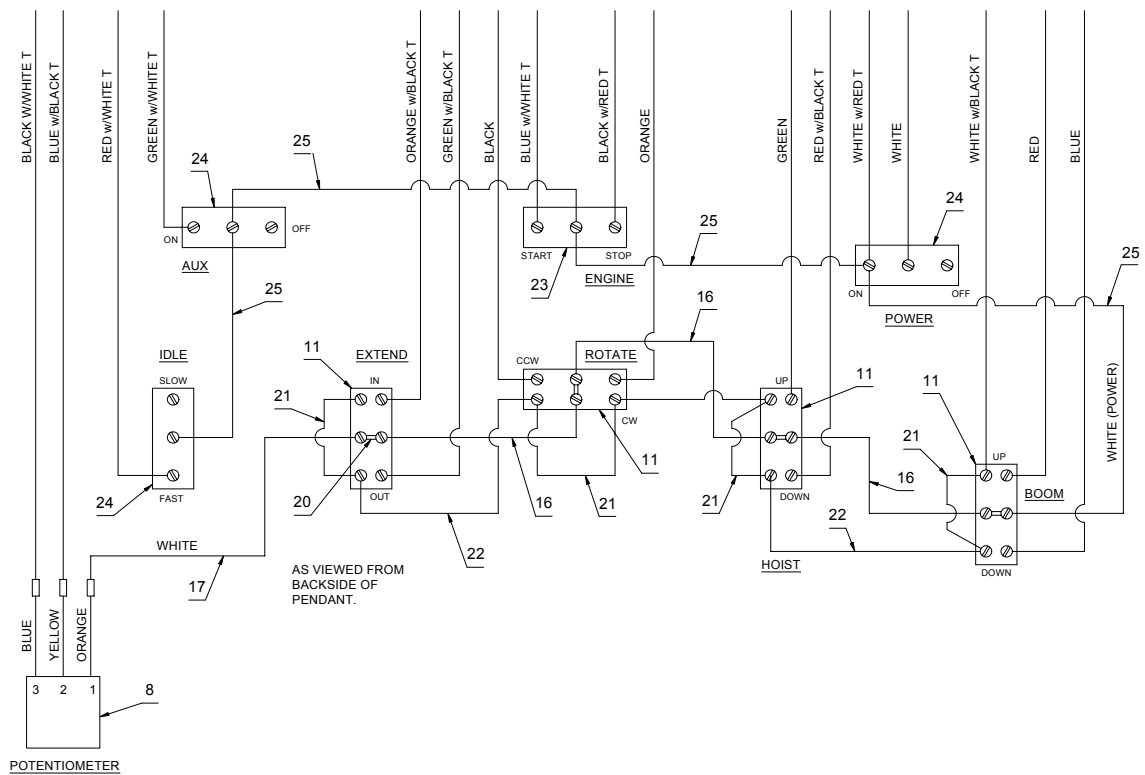 BLACK W/WHITE T
BLUE w/BLACK T
RED w/WHITE T
GREEN w/WHITE T
ORANGE w/BLACK T
GREEN w/BLACK T
BLACK
BLUE w/WHITE T
BLACK w/RED T
ORANGE
GREEN
RED w/BLACK T
WHITE w/RED T
WHITE
WHITE w/BLACK T
RED
BLUE
24
25
ON
OFF
AUX
START
STOP
23
ENGINE
25
24
ON
OFF
POWER
25
25
16
IDLE
SLOW
FAST
24
11
EXTEND
IN
OUT
21
20
CCW
ROTATE
CW
11
16
21
22
UP
11
DOWN
21
HOIST
16
22
11
21
UP
BOOM
DOWN
WHITE (POWER)
WHITE
17
AS VIEWED FROM
BACKSIDE OF
PENDANT.
BLUE
YELLOW
ORANGE
3 2 1
8
POTENTIOMETER